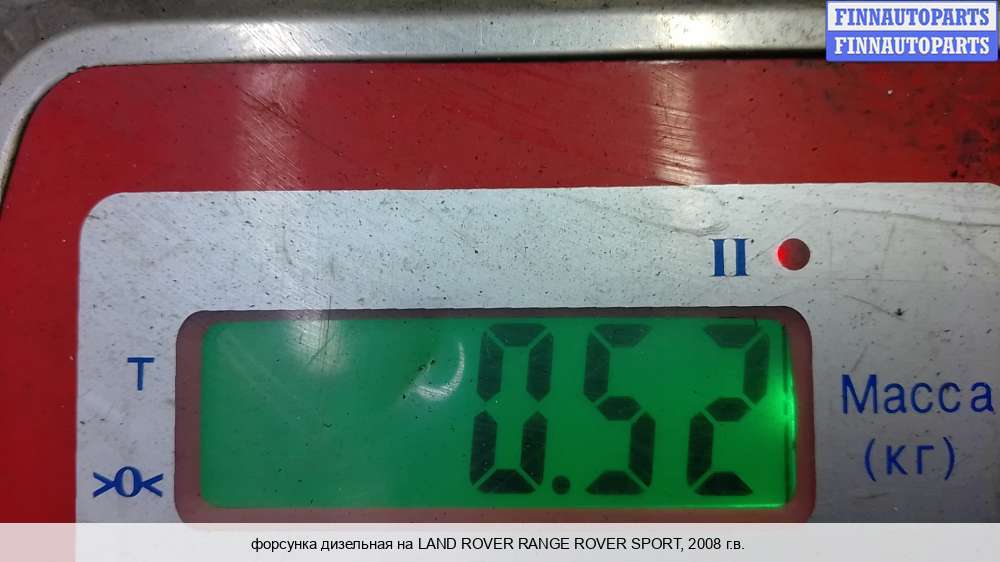 FINNAUTOPARTS
FINNAUTOPARTS
II
T
0.52
Масса
(кг)
>0<
форсунка дизельная на LAND ROVER RANGE ROVER SPORT, 2008 г.в.